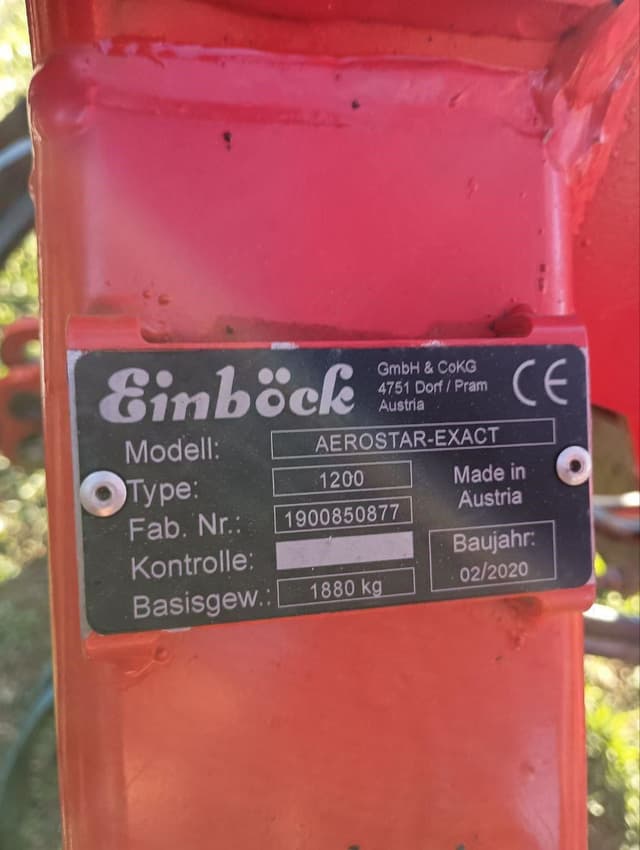 Einböck GmbH & CoKG
4751 Dorf / Pram
Austria
CE
Modell: AEROSTAR-EXACT
Type: 1200
Made in
Austria
Fab. Nr.: 1900850877
Kontrolle:
Baujahr:
02/2020
Basisgew.: 1880 kg